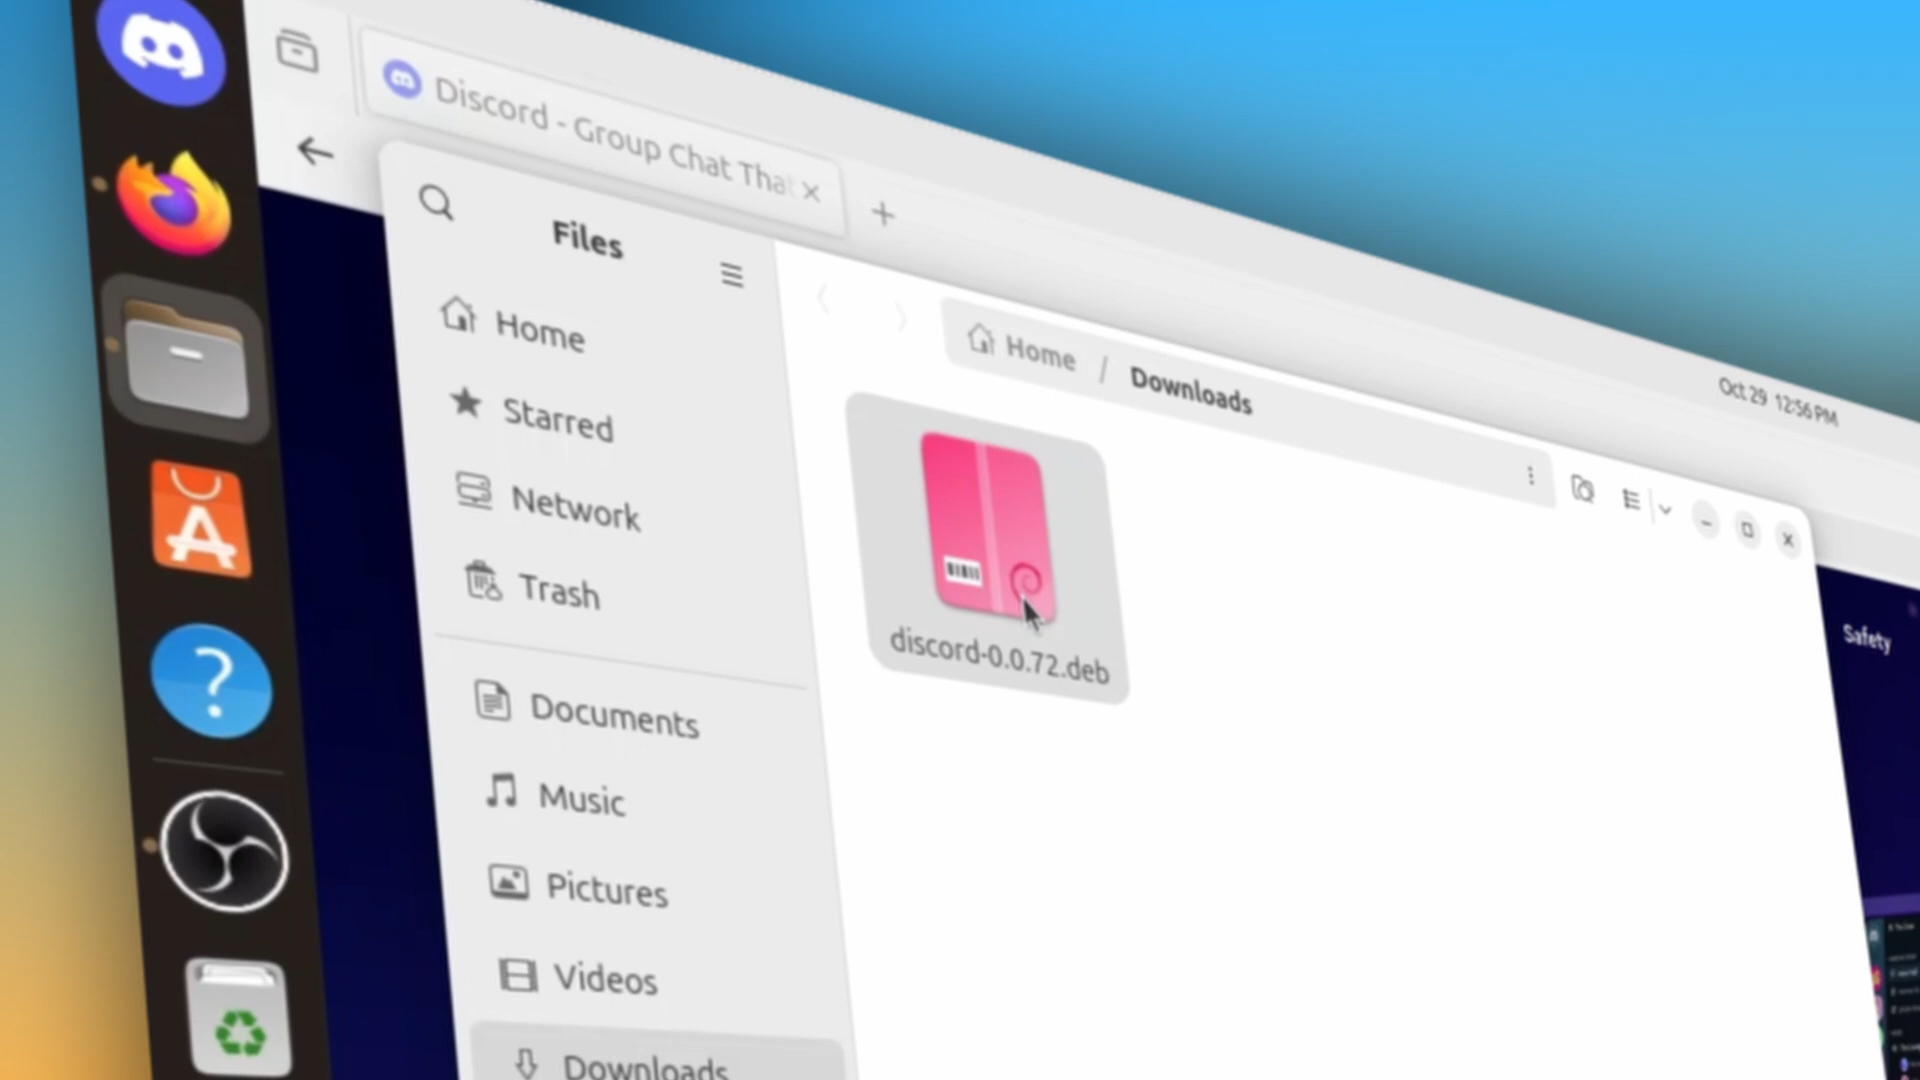 Discord - Group Chat That
Oct 29 12:56 PM
Files
Home / Downloads
Home
Starred
Network
Trash
discord-0.0.72.deb
Safety
Documents
Music
Pictures
Videos
Downloads